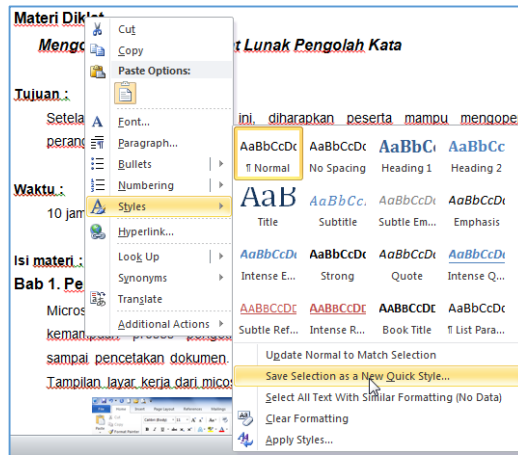 Materi Diklat
Mengo t Lunak Pengolah Kata
Tujuan :
Setela ini, diharapkan peserta mampu mengope
perang
Waktu :
10 jam
Isi materi :
Bab 1. Pe
Micros
kemampuan proses
sampai pencetakan dokumen.
Tampilan layar kerja dari micos
Cut
Copy
Paste Options:
Font...
Paragraph...
Bullets
Numbering
Styles
Hyperlink...
Look Up
Synonyms
Translate
Additional Actions
AaBbCcDc AaBbCcDc AaBbC AaBbCc
¶ Normal No Spacing Heading 1 Heading 2
AaB AaBbCc. AaBbCcDc AaBbCcDc
Title Subtitle Subtle Em... Emphasis
AaBbCcDc AaBbCcDc AaBbCcDc AaBbCcDc
Intense E... Strong Quote Intense Q...
AABBCCDE AABBCCDE AABBCCDE AaBbCcDc
Subtle Ref... Intense R... Book Title ¶ List Para...
Update Normal to Match Selection
Save Selection as a New Quick Style...
Select All Text With Similar Formatting (No Data)
Clear Formatting
Apply Styles...